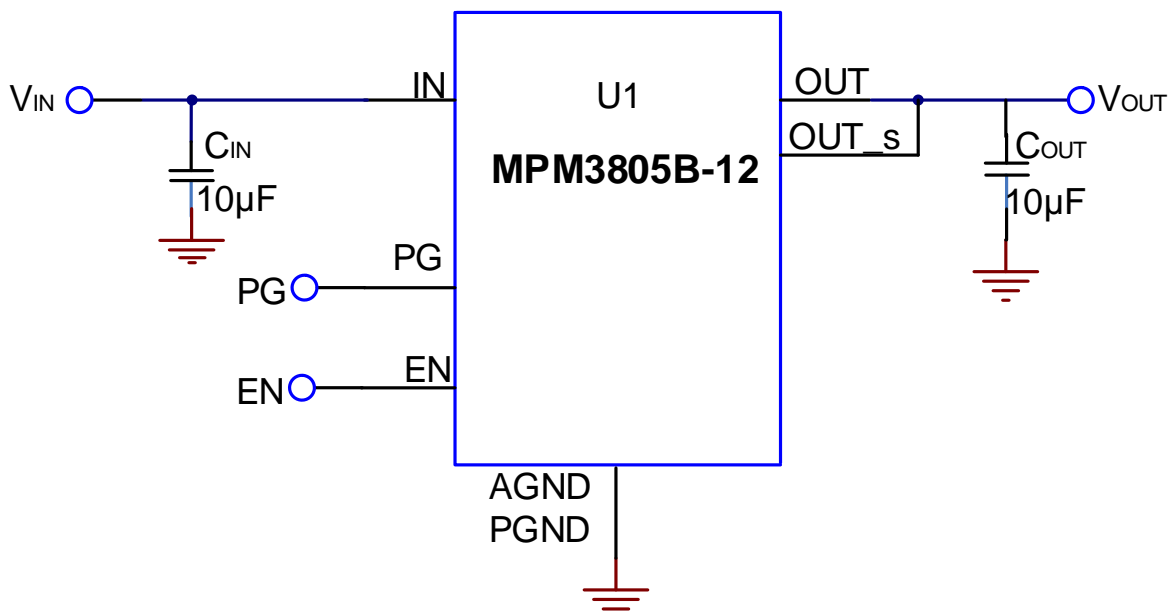 VIN
IN
U1
OUT
VOUT
OUT_s
CIN
10µF
MPM3805B-12
COUT
10µF
PG
PG
EN
EN
AGND
PGND